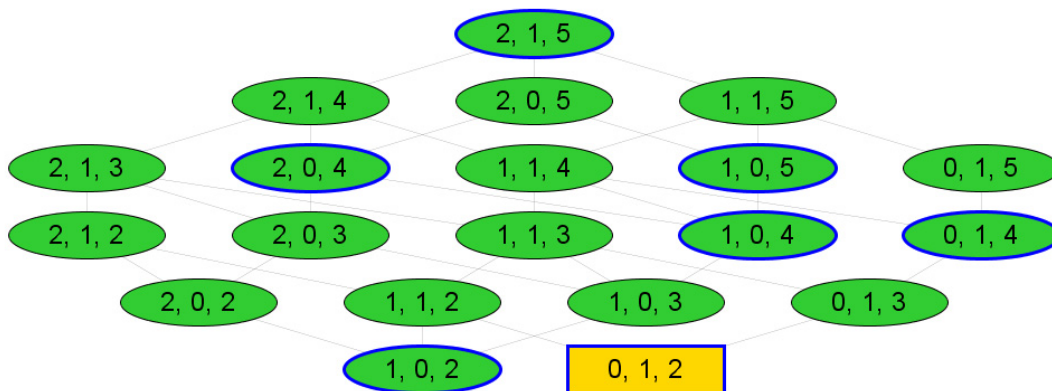 2, 1, 5
2, 1, 4
2, 0, 5
1, 1, 5
2, 1, 3
2, 0, 4
1, 1, 4
1, 0, 5
0, 1, 5
2, 1, 2
2, 0, 3
1, 1, 3
1, 0, 4
0, 1, 4
2, 0, 2
1, 1, 2
1, 0, 3
0, 1, 3
1, 0, 2
0, 1, 2